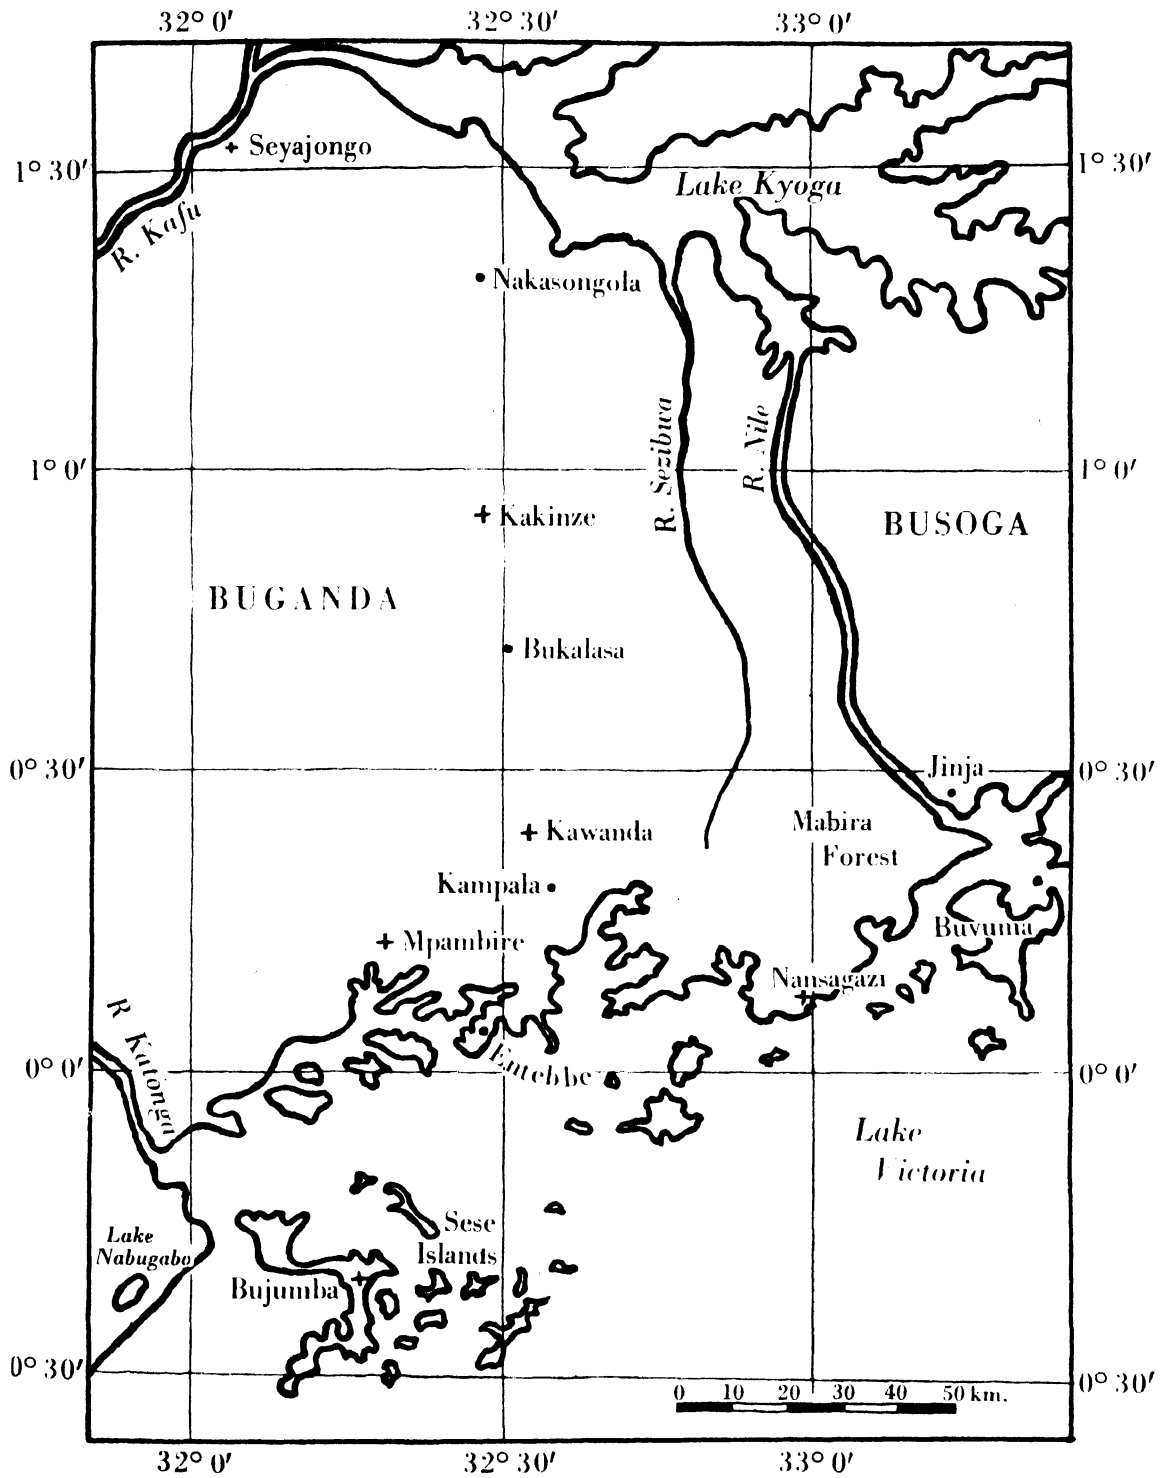 32° 0′ 32° 30′ 33° 0′
Seyajongo
1° 30′ 1° 30′
Lake Kyoga
R. Kafu
Nakasongola
R. Sezibwa
R. Nile
1° 0′ 1° 0′
Kakinze
BUSOGA
BUGANDA
Bukalasa
0° 30′ Jinja 0° 30′
Kawanda
Mabira
Forest
Kampala
Buvuma
Mpambire
Nansagazi
R Katonga
Entebbe
0° 0′ 0° 0′
Lake
Victoria
Sese
Islands
Lake
Nabugabo
Bujumba
0° 30′ 0° 30′
0 10 20 30 40 50 km.
32° 0′ 32° 30′ 33° 0′